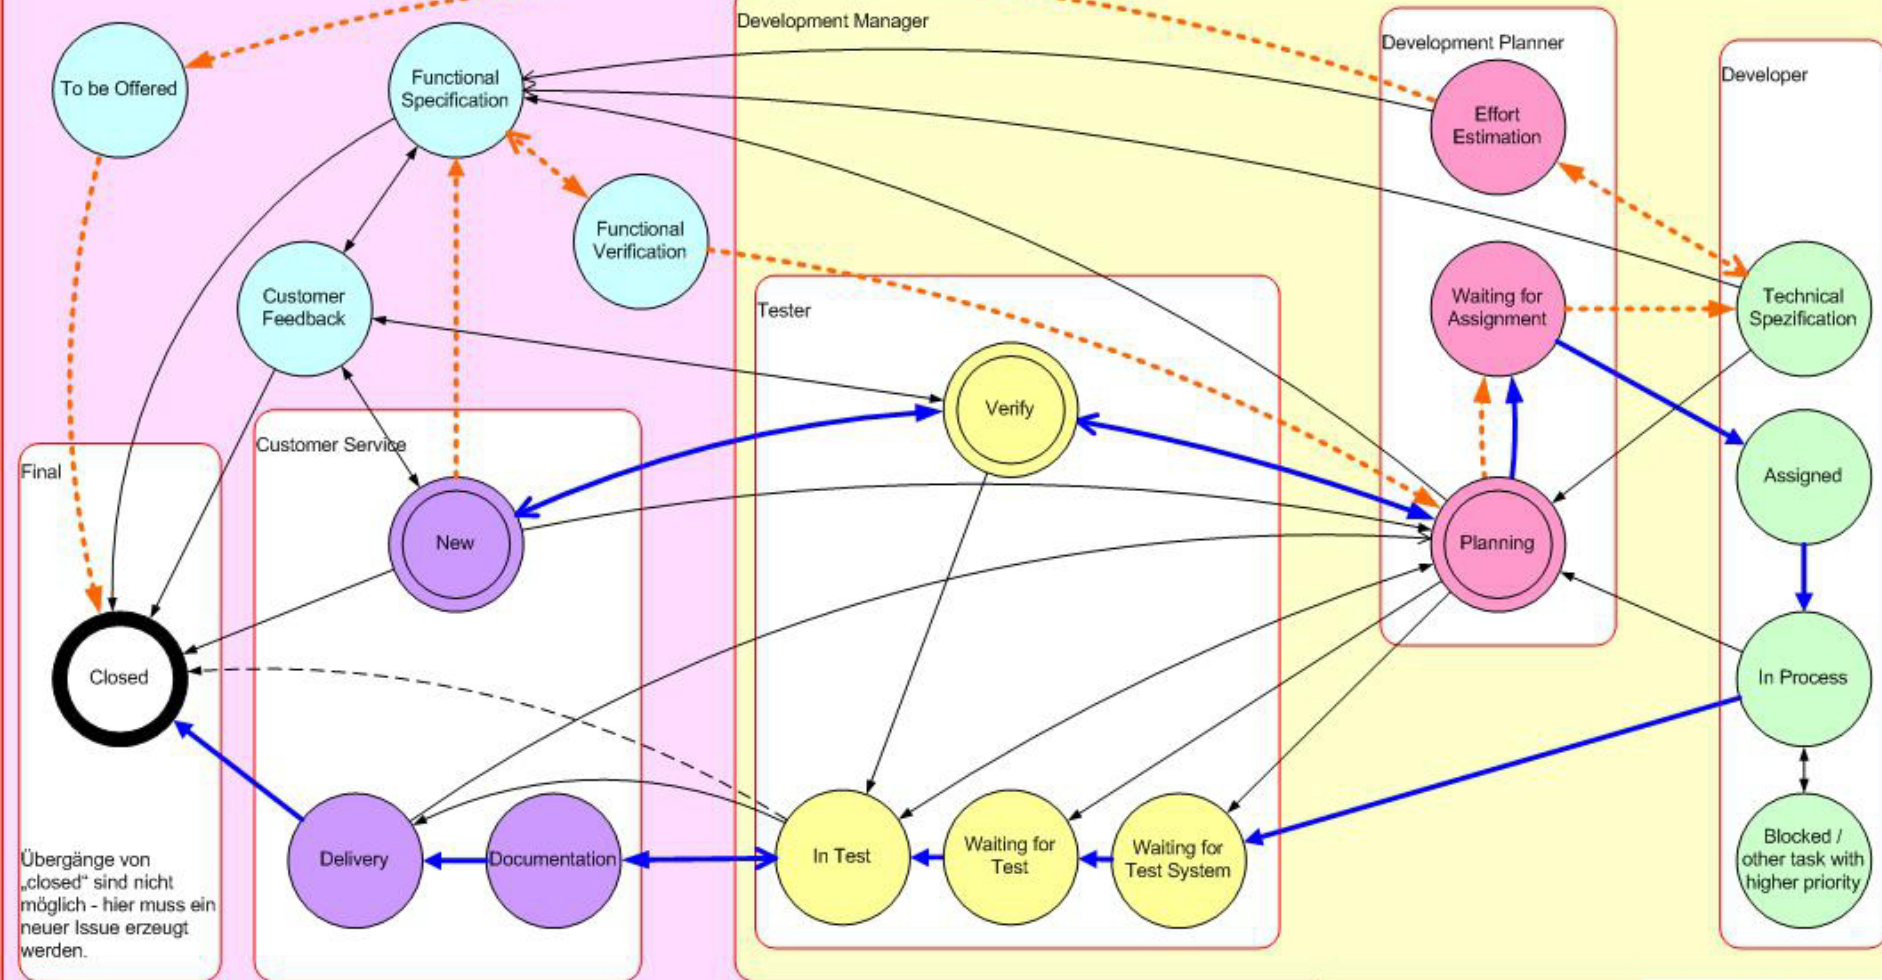 Development Manager
Development Planner
Developer
To be Offered
Functional
Specification
Effort
Estimation
Functional
Verification
Customer
Feedback
Tester
Waiting for
Assignment
Technical
Spezification
Verify
Customer Service
Final
New
Planning
Assigned
Closed
In Process
Delivery
Documentation
In Test
Waiting for
Test
Waiting for
Test System
Blocked /
other task with
higher priority
Übergänge von
„closed“ sind nicht
möglich - hier muss ein
neuer Issue erzeugt
werden.